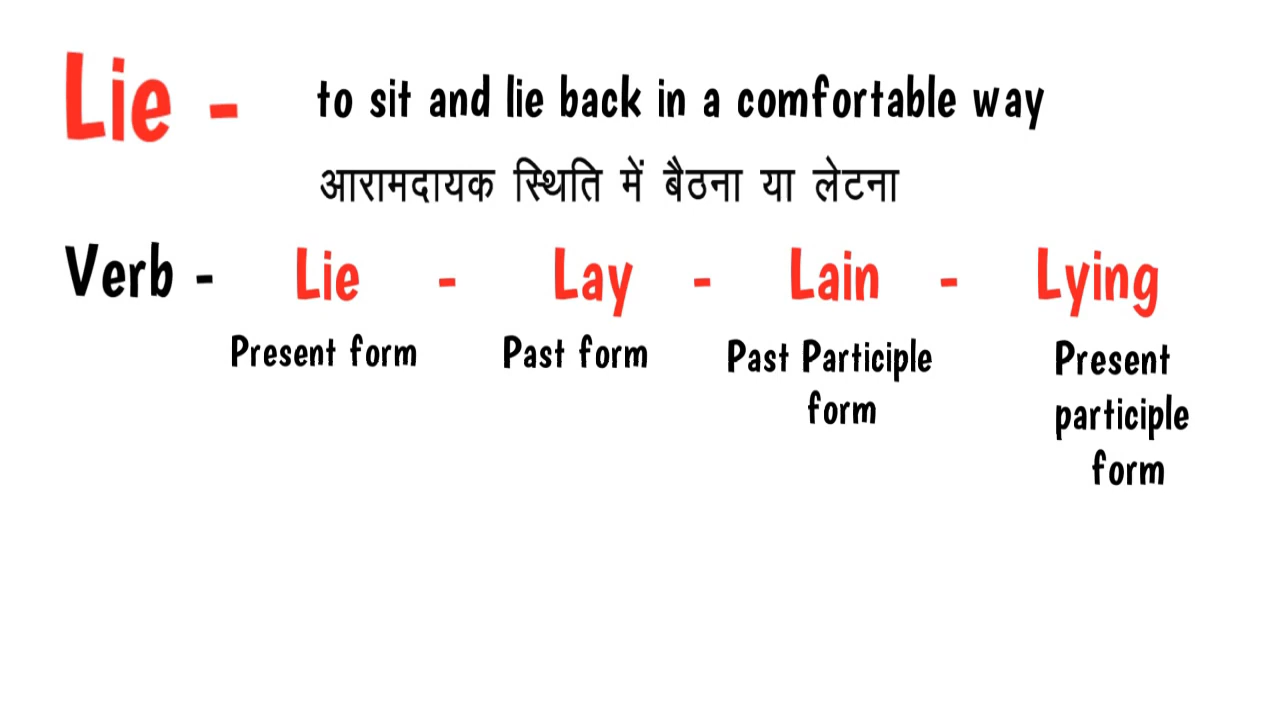 Lie - to sit and lie back in a comfortable way
आरामदायक स्थिति में बैठना या लेटना
Verb - Lie - Lay - Lain - Lying
Present form Past form Past Participle form Present participle form